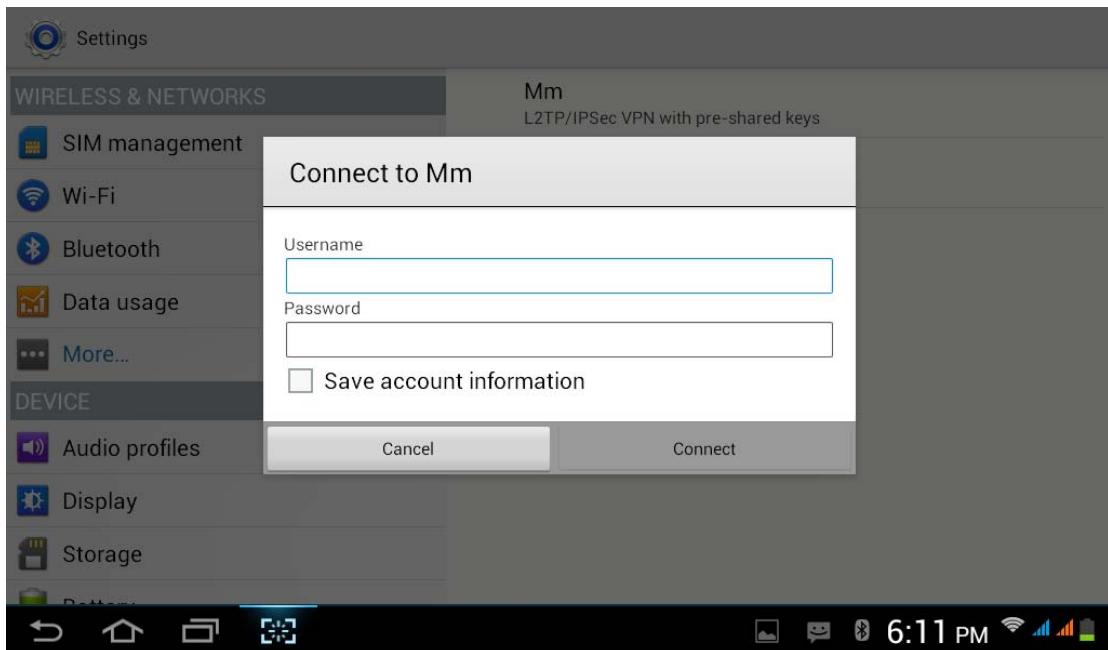 Settings
WIRELESS & NETWORKS
SIM management
Wi-Fi
Bluetooth
Data usage
More...
DEVICE
Audio profiles
Display
Storage
Battery
Mm
L2TP/IPSec VPN with pre-shared keys
Connect to Mm
Username
Password
Save account information
Cancel
Connect
6:11 PM